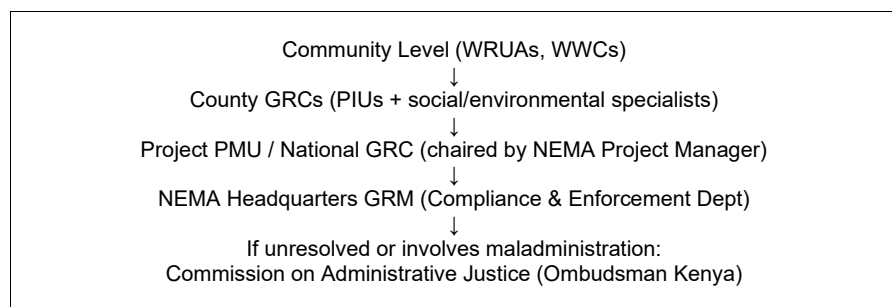 Community Level (WRUAs, WWCs)
↓
County GRCs (PIUs + social/environmental specialists)
↓
Project PMU / National GRC (chaired by NEMA Project Manager)
↓
NEMA Headquarters GRM (Compliance & Enforcement Dept)
↓
If unresolved or involves maladministration:
Commission on Administrative Justice (Ombudsman Kenya)